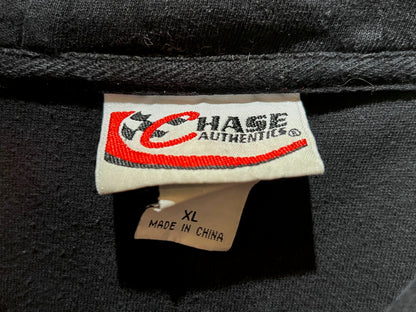 CHASE
AUTHENTICS®
XL
MADE IN CHINA